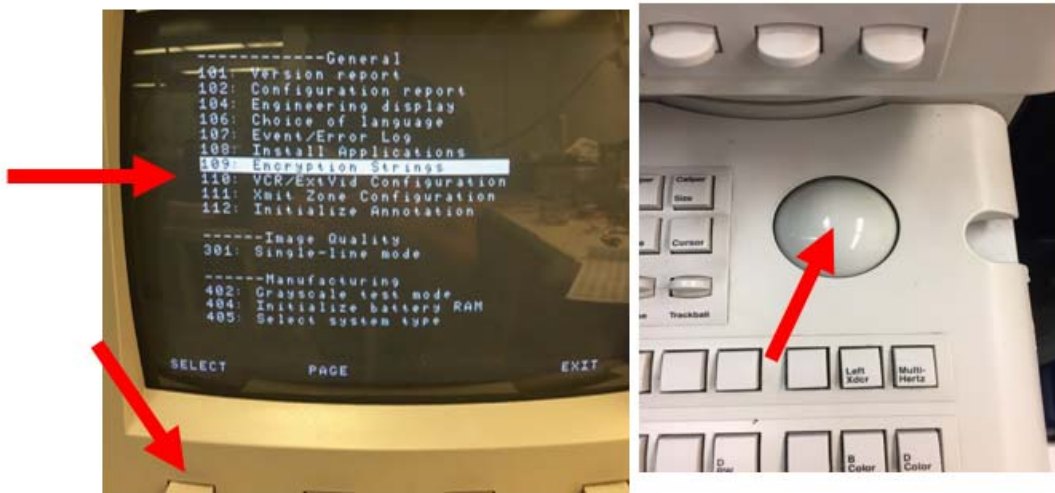 -------------General
101: Version report
102: Configuration report
104: Engineering display
106: Choice of language
107: Event/Error Log
108: Install Applications
109: Encryption Strings
110: VCR/ExtVid Configuration
111: Xmit Zone Configuration
112: Initialize Annotation
------Image Quality
301: Single-line mode
------Manufacturing
402: Grayscale test mode
404: Initialize battery RAM
405: Select system type
SELECT PAGE EXIT
Caliper
Size
Cursor
Trackball
Left
Xdcr
Multi-
Hertz
D
PW
B
Color
D
Color